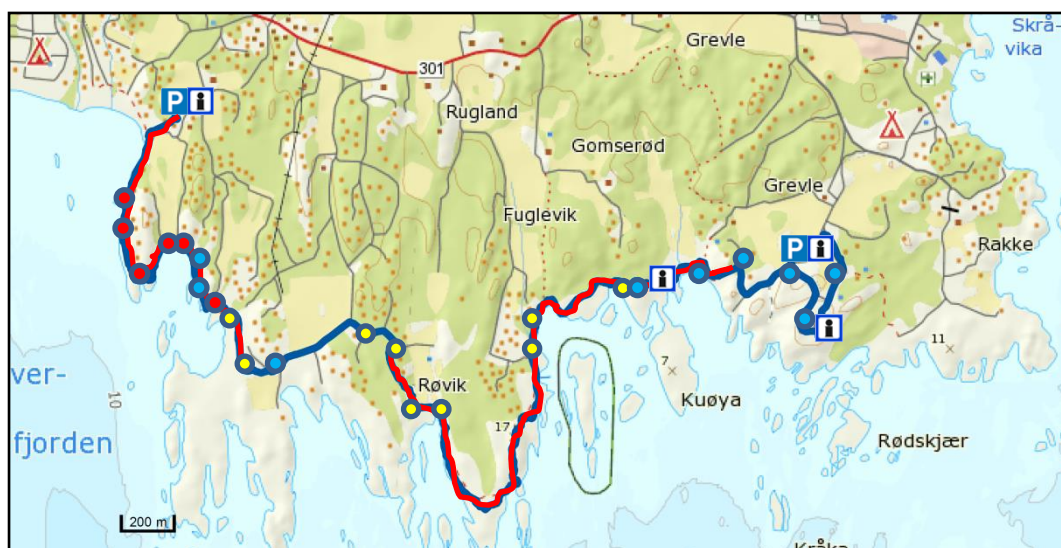 Skrå-
vika
Grevle
301
P i
Rugland
Gomserød
Grevle
Fuglevik
P i
Rakke
i
i
11
7
ver-
fjorden
10
Røvik
Kuøya
17
Rødskjær
200 m
Kråka